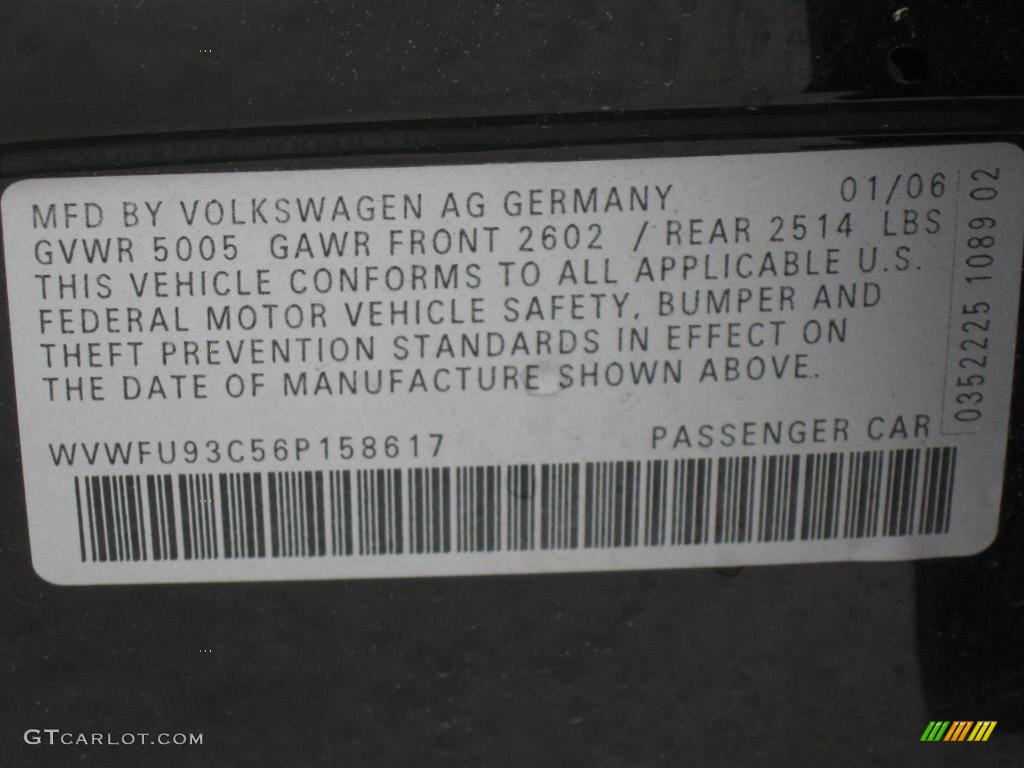 MFD BY VOLKSWAGEN AG GERMANY 01/06
GVWR 5005 GAWR FRONT 2602 / REAR 2514 LBS
THIS VEHICLE CONFORMS TO ALL APPLICABLE U.S.
FEDERAL MOTOR VEHICLE SAFETY, BUMPER AND
THEFT PREVENTION STANDARDS IN EFFECT ON
THE DATE OF MANUFACTURE SHOWN ABOVE.
WVWFU93C56P158617 PASSENGER CAR
0352225 1089 02
GTCARLOT.COM